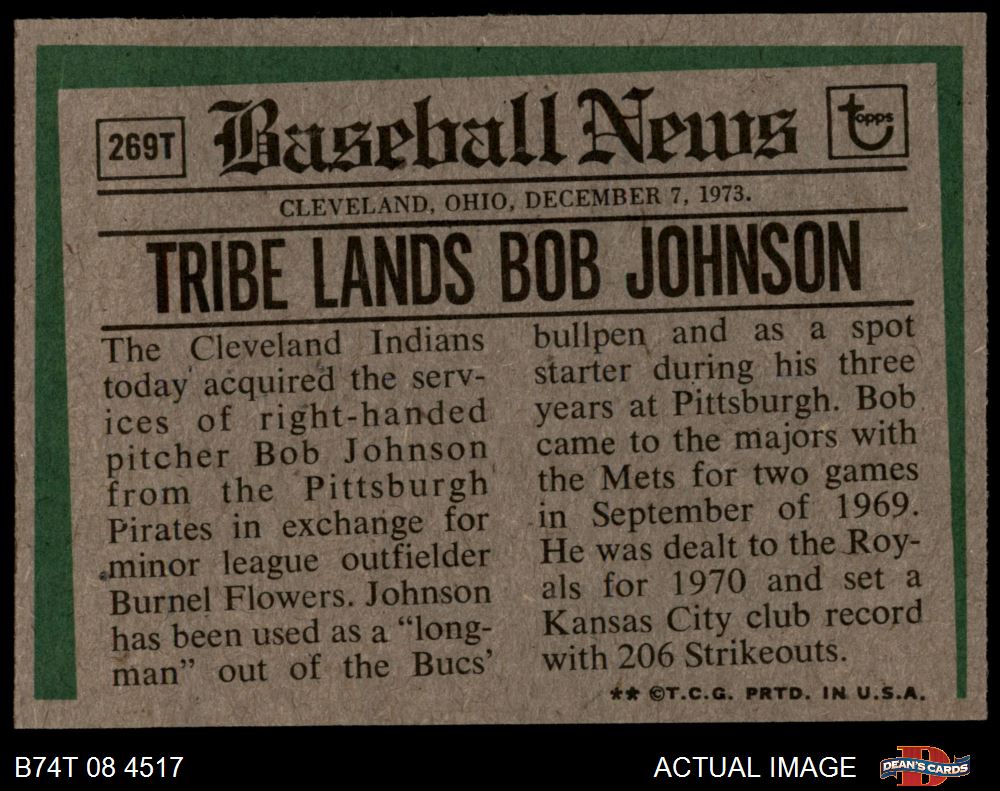 269T
Baseball News
topps
CLEVELAND, OHIO, DECEMBER 7, 1973.
TRIBE LANDS BOB JOHNSON
The Cleveland Indians
today acquired the serv-
ices of right-handed
pitcher Bob Johnson
from the Pittsburgh
Pirates in exchange for
minor league outfielder
Burnel Flowers. Johnson
has been used as a “long-
man” out of the Bucs’
bullpen and as a spot
starter during his three
years at Pittsburgh. Bob
came to the majors with
the Mets for two games
in September of 1969.
He was dealt to the Roy-
als for 1970 and set a
Kansas City club record
with 206 Strikeouts.
** ©T.C.G. PRTD. IN U.S.A.
B74T 08 4517
ACTUAL IMAGE
D
DEAN'S CARDS